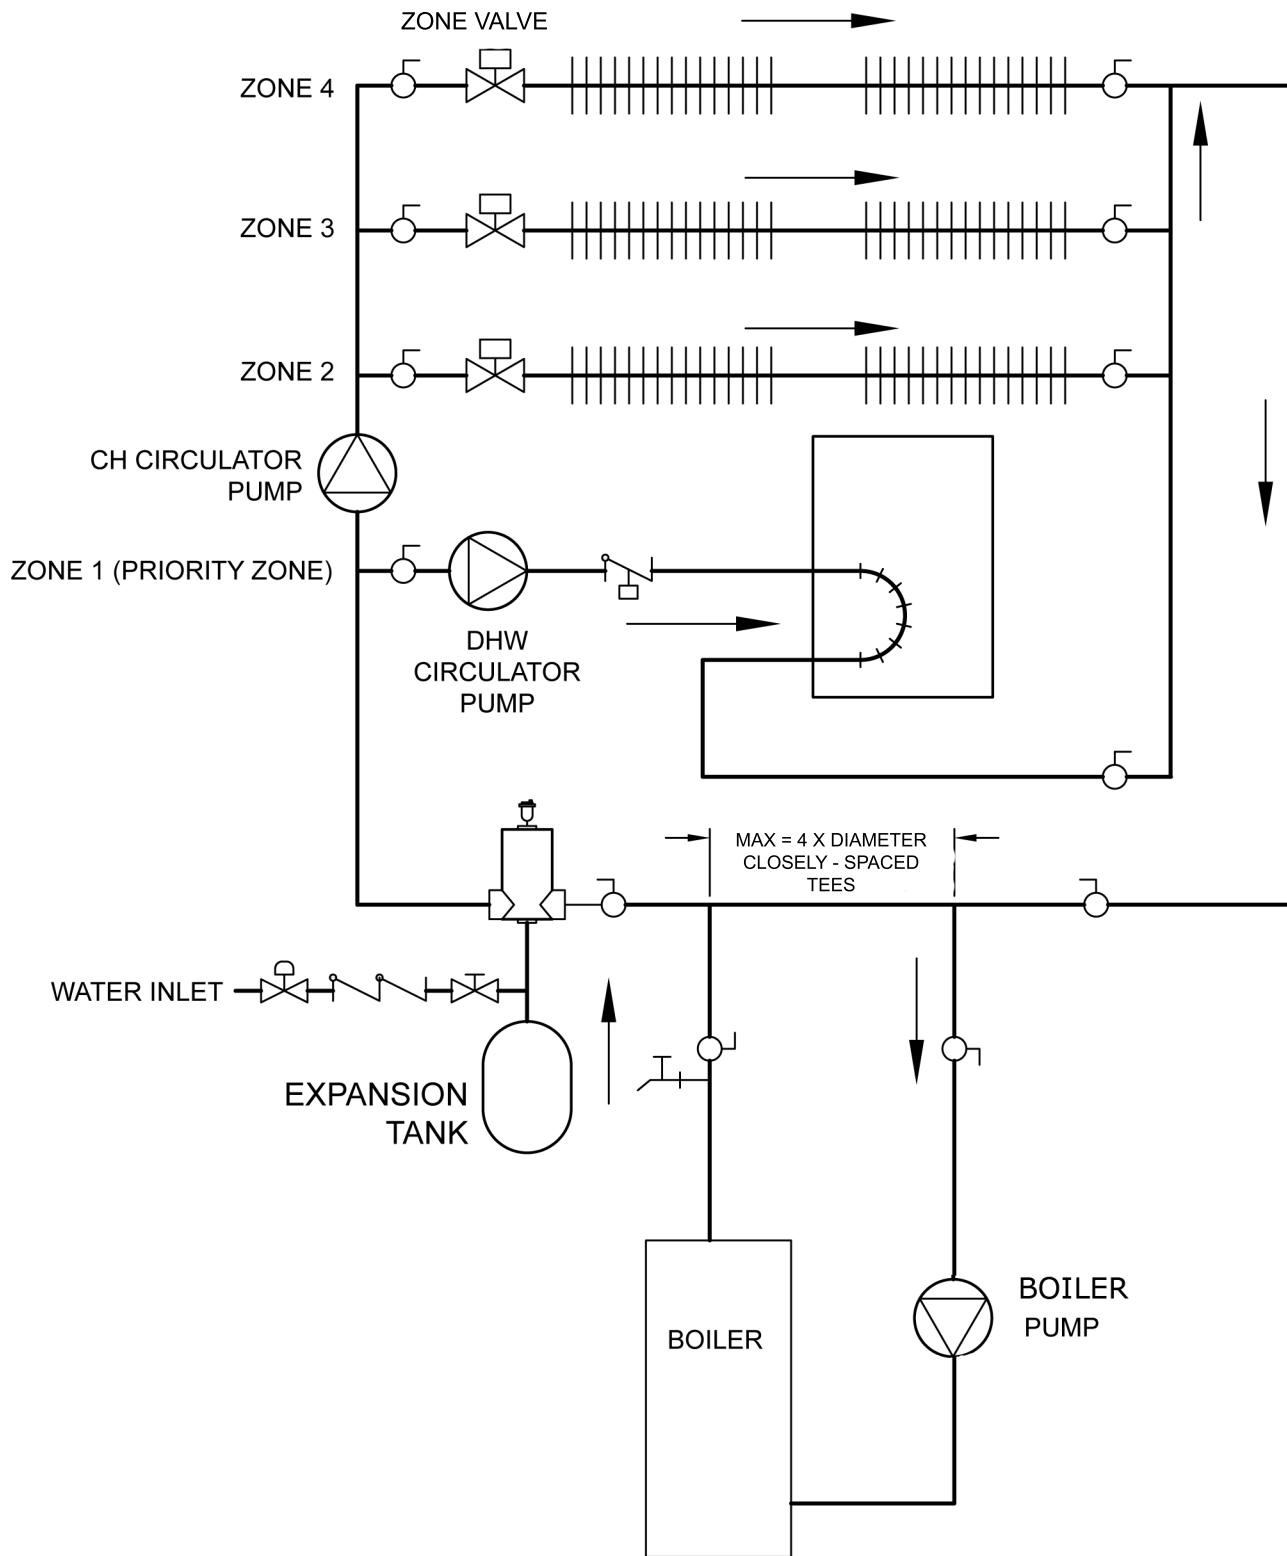 ZONE VALVE
ZONE 4
ZONE 3
ZONE 2
CH CIRCULATOR
PUMP
ZONE 1 (PRIORITY ZONE)
DHW
CIRCULATOR
PUMP
MAX = 4 X DIAMETER
CLOSELY - SPACED
TEES
WATER INLET
EXPANSION
TANK
BOILER
PUMP
BOILER